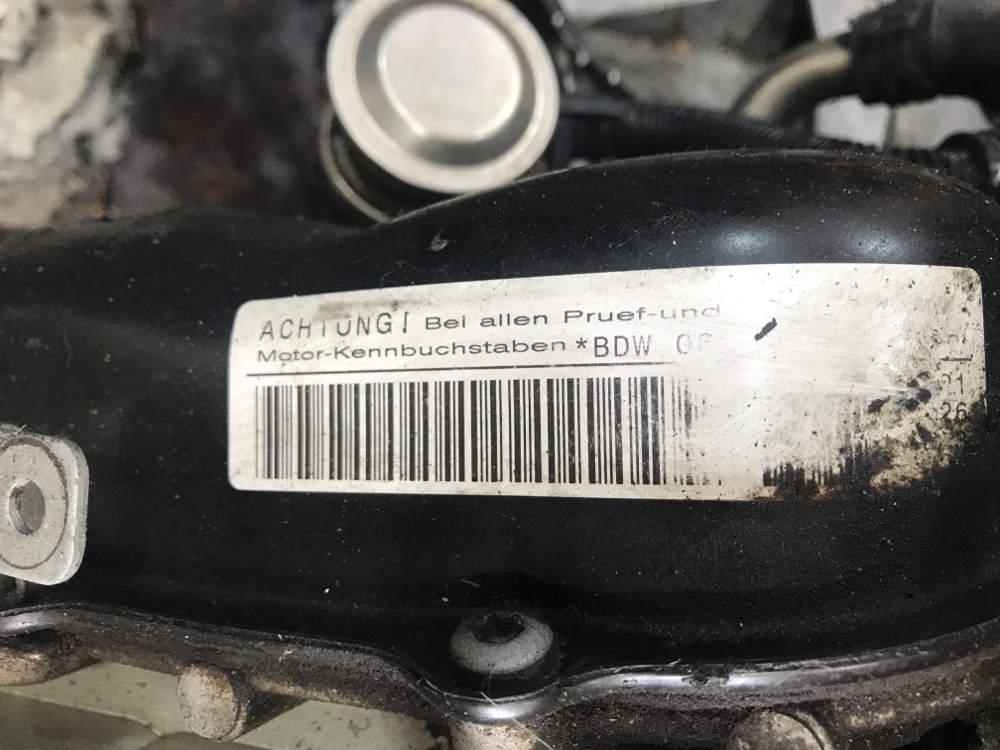 ACHTUNG! Bei allen Pruef-und
Motor-Kennbuchstaben *BDW